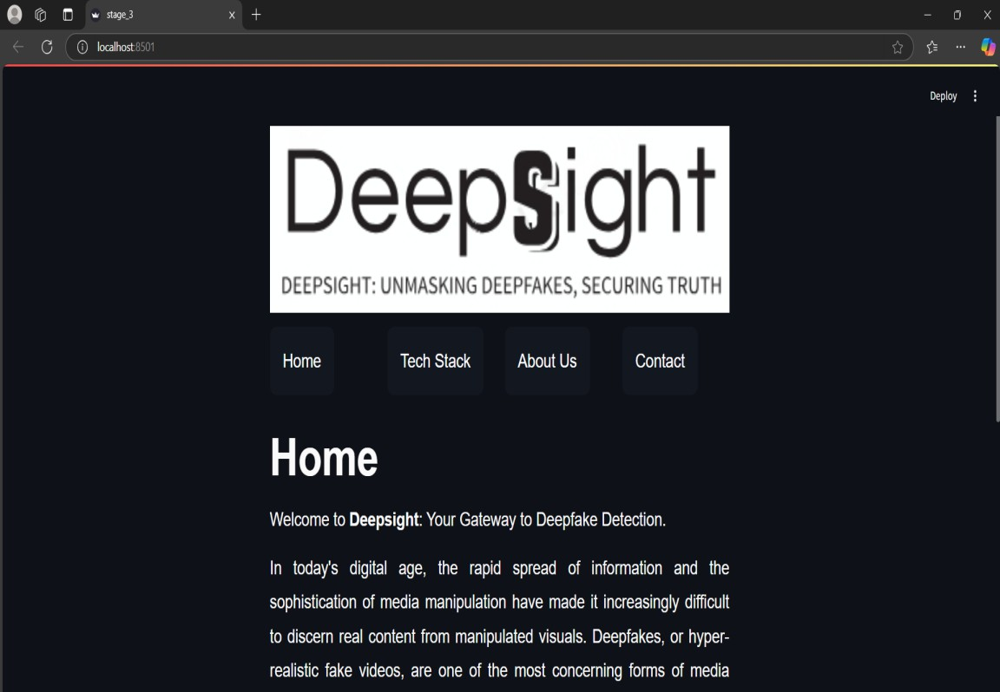 stage_3
localhost:8501
Deploy
DeepSight
DEEPSIGHT: UNMASKING DEEPFAKES, SECURING TRUTH
Home
Tech Stack
About Us
Contact
Home
Welcome to Deepsight: Your Gateway to Deepfake Detection.
In today's digital age, the rapid spread of information and the
sophistication of media manipulation have made it increasingly difficult
to discern real content from manipulated visuals. Deepfakes, or hyper-
realistic fake videos, are one of the most concerning forms of media